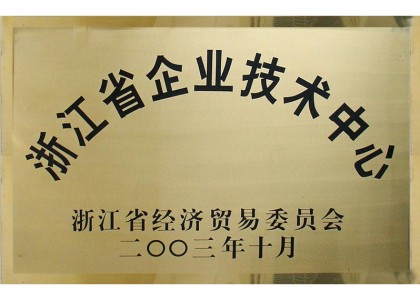 浙江省企业技术中心
浙江省经济贸易委员会
二〇〇三年十月